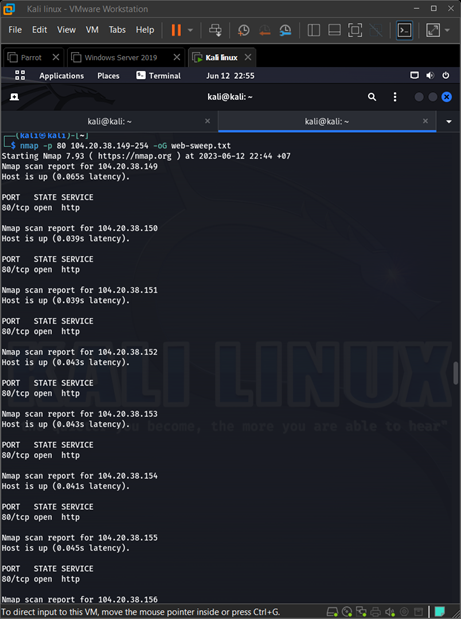 Kali linux - VMware Workstation
File Edit View VM Tabs Help
Parrot Windows Server 2019 Kali linux
Applications Places Terminal Jun 12 22:55
kali@kali: ~
kali@kali: ~ kali@kali: ~
(kali㉿kali)-[~]
$ nmap -p 80 104.20.38.149-254 -oG web-sweep.txt
Starting Nmap 7.93 ( https://nmap.org ) at 2023-06-12 22:44 +07
Nmap scan report for 104.20.38.149
Host is up (0.065s latency).
PORT STATE SERVICE
80/tcp open http
Nmap scan report for 104.20.38.150
Host is up (0.039s latency).
PORT STATE SERVICE
80/tcp open http
Nmap scan report for 104.20.38.151
Host is up (0.039s latency).
PORT STATE SERVICE
80/tcp open http
Nmap scan report for 104.20.38.152
Host is up (0.043s latency).
PORT STATE SERVICE
80/tcp open http
KALI LINUX
Nmap scan report for 104.20.38.153
Host is up (0.043s latency).
you become, the more you are able to hear"
PORT STATE SERVICE
80/tcp open http
Nmap scan report for 104.20.38.154
Host is up (0.041s latency).
PORT STATE SERVICE
80/tcp open http
Nmap scan report for 104.20.38.155
Host is up (0.045s latency).
PORT STATE SERVICE
80/tcp open http
Nmap scan report for 104.20.38.156
To direct input to this VM, move the mouse pointer inside or press Ctrl+G.